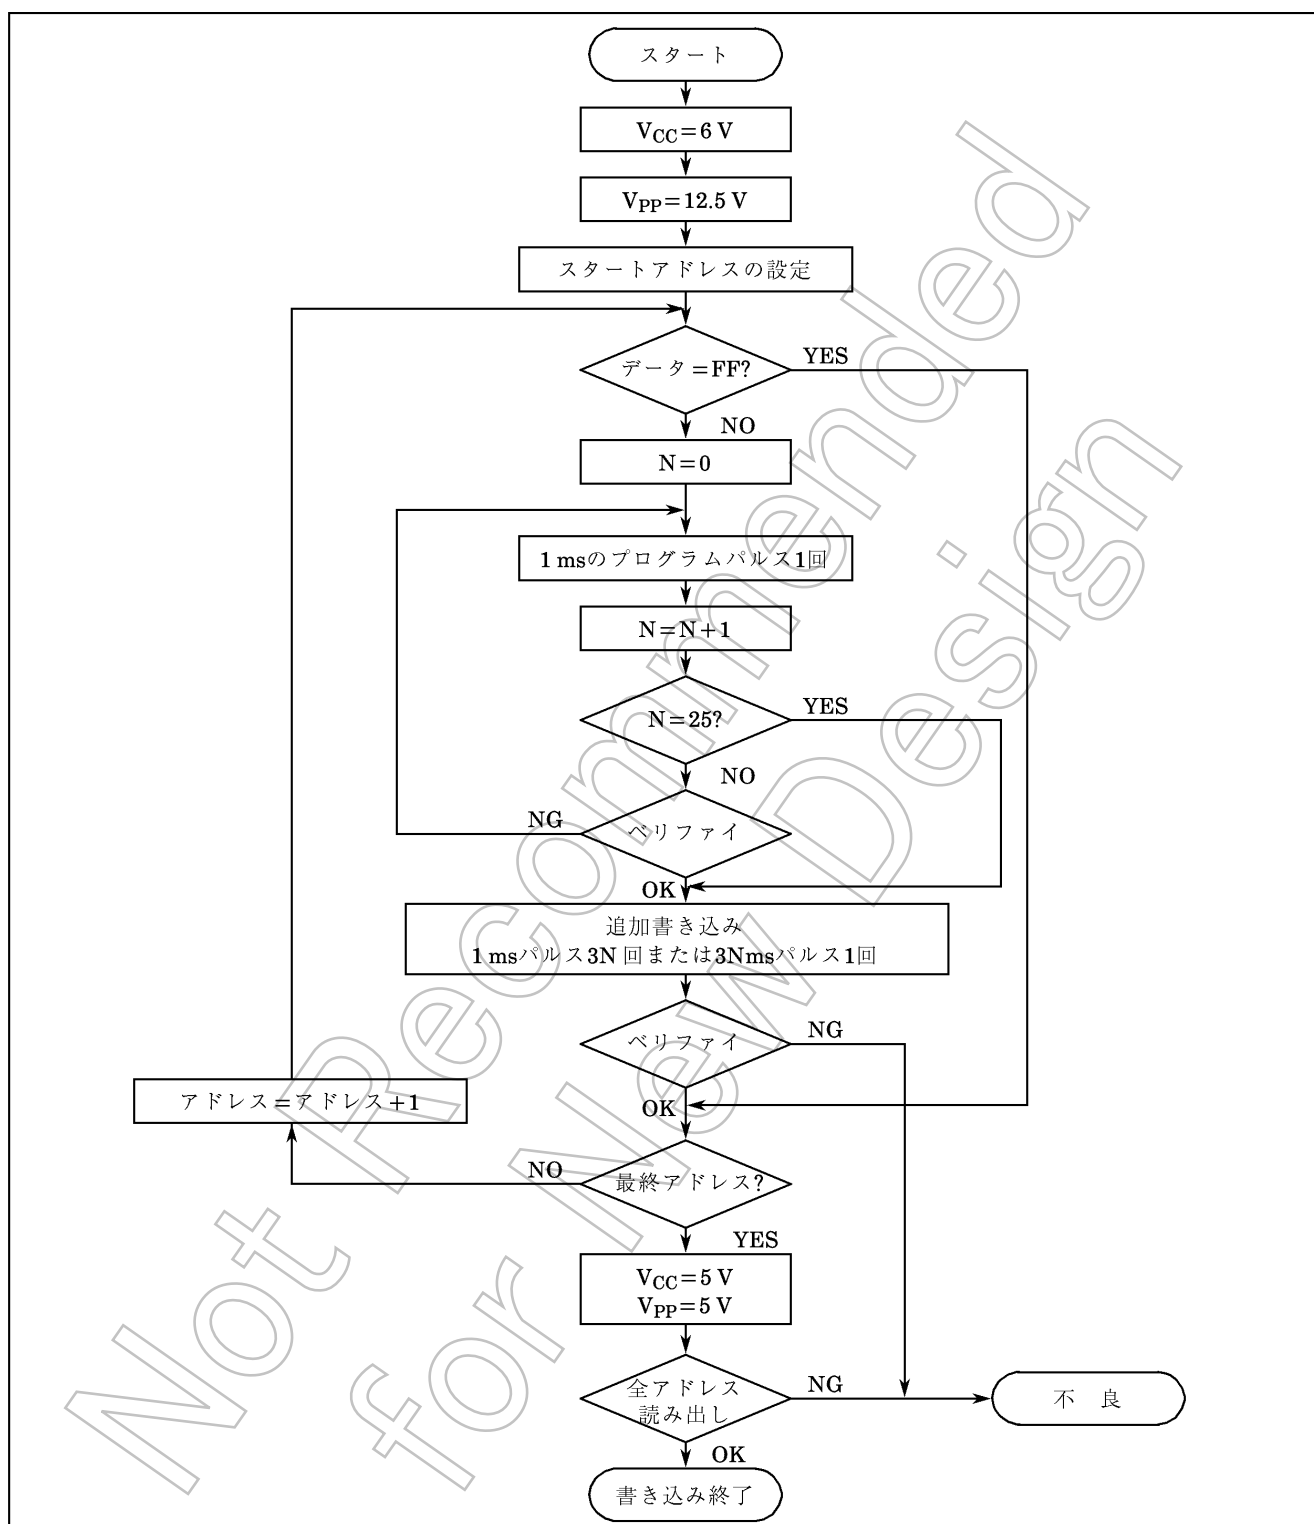 スタート
VCC=6 V
VPP=12.5 V
スタートアドレスの設定
データ=FF?
YES
NO
N=0
1 msのプログラムパルス1回
N=N+1
N=25?
YES
NO
ベリファイ
NG
OK
追加書き込み
1 msパルス3N 回または3Nmsパルス1回
ベリファイ
NG
OK
アドレス=アドレス+1
最終アドレス?
NO
YES
VCC=5 V
VPP=5 V
全アドレス
読み出し
NG
不 良
OK
書き込み終了
Not Recommended
for New Design